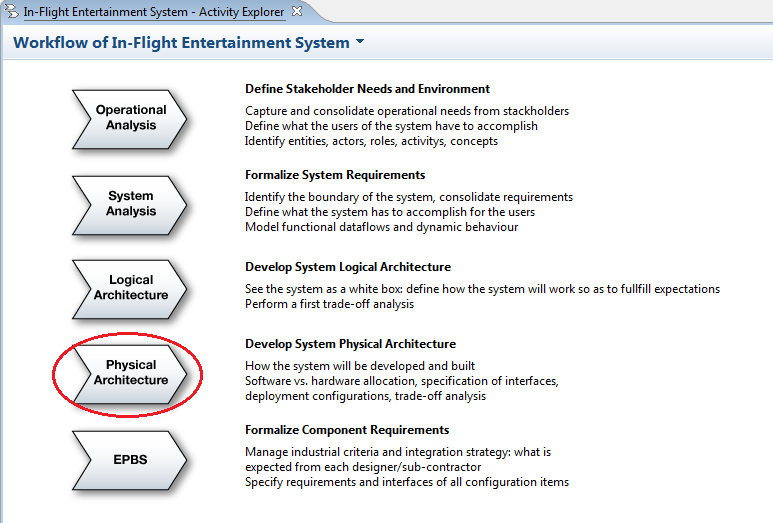 In-Flight Entertainment System - Activity Explorer
Workflow of In-Flight Entertainment System
Operational
Analysis
Define Stakeholder Needs and Environment
Capture and consolidate operational needs from stackholders
Define what the users of the system have to accomplish
Identify entities, actors, roles, activitys, concepts
System
Analysis
Formalize System Requirements
Identify the boundary of the system, consolidate requirements
Define what the system has to accomplish for the users
Model functional dataflows and dynamic behaviour
Logical
Architecture
Develop System Logical Architecture
See the system as a white box: define how the system will work so as to fullfill expectations
Perform a first trade-off analysis
Physical
Architecture
Develop System Physical Architecture
How the system will be developed and built
Software vs. hardware allocation, specification of interfaces,
deployment configurations, trade-off analysis
EPBS
Formalize Component Requirements
Manage industrial criteria and integration strategy: what is
expected from each designer/sub-contractor
Specify requirements and interfaces of all configuration items